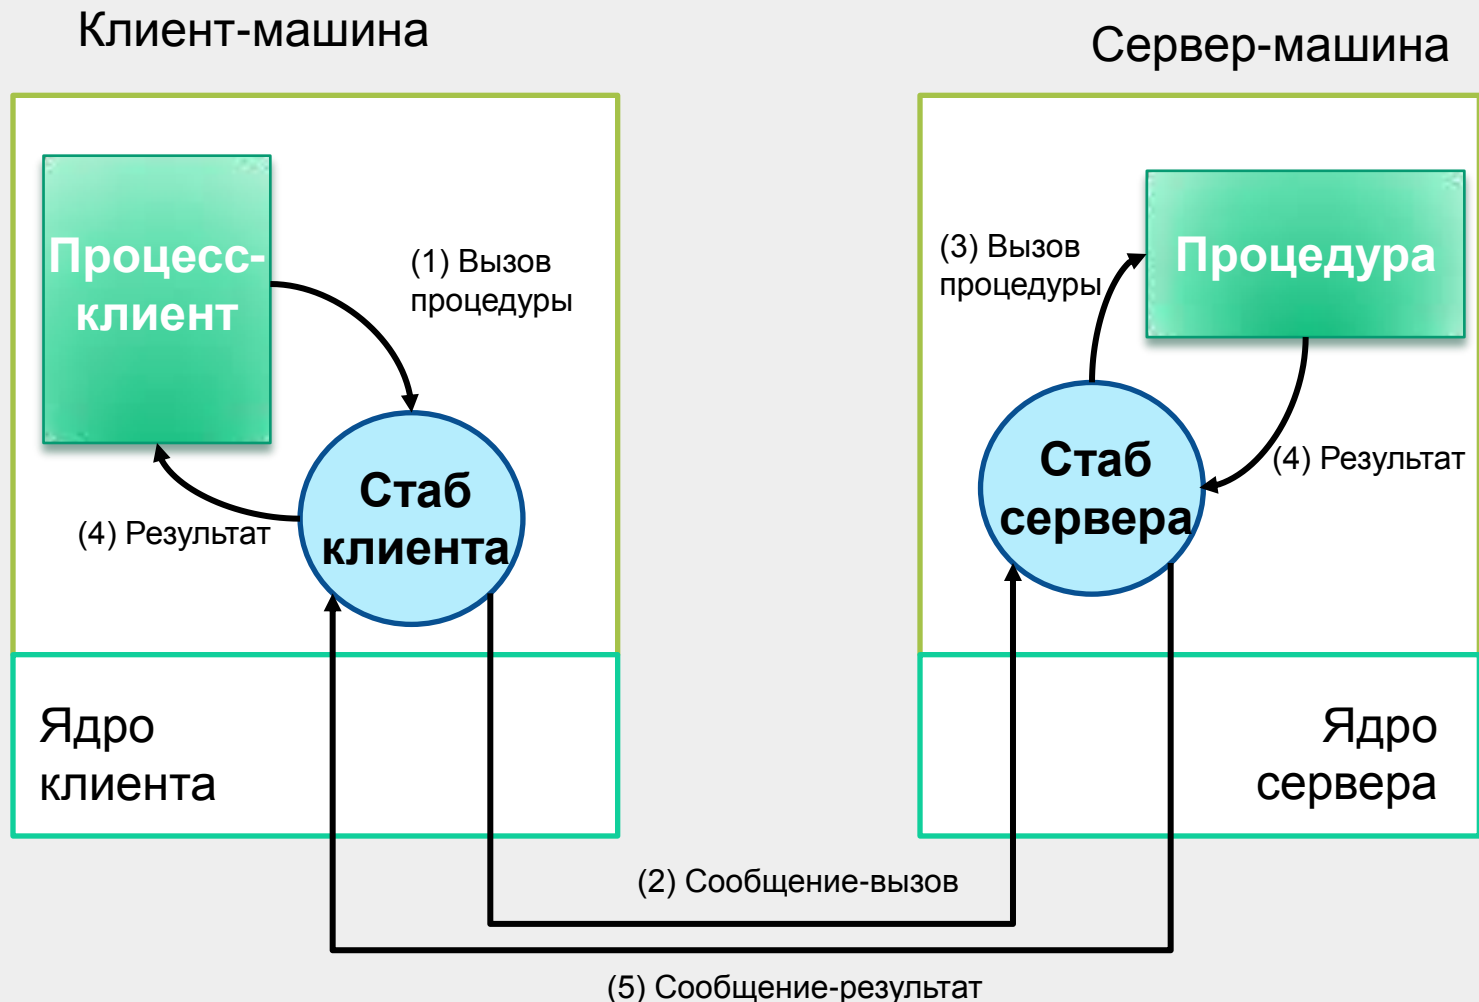 Клиент-машина
Сервер-машина
Процесс-
клиент
(1) Вызов
процедуры
(3) Вызов
процедуры
Процедура
Стаб
клиента
(4) Результат
Стаб
сервера
(4) Результат
Ядро
клиента
Ядро
сервера
(2) Сообщение-вызов
(5) Сообщение-результат